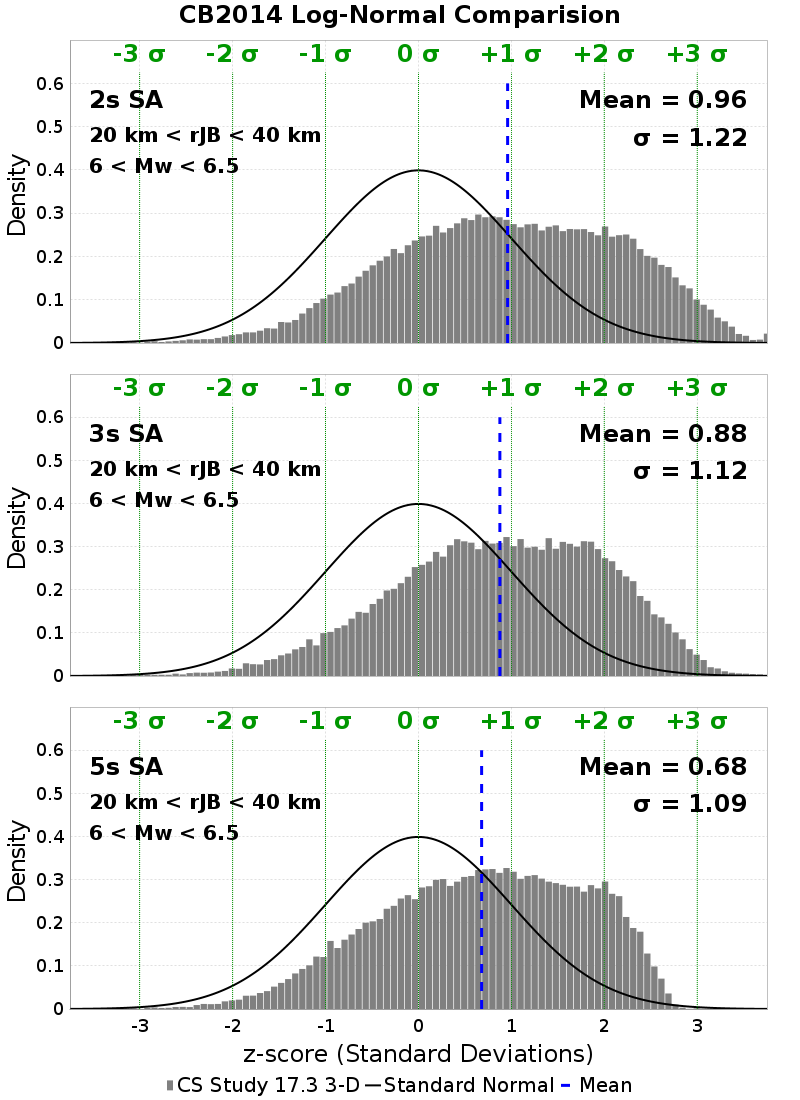 CB2014 Log-Normal Comparision
-3 σ -2 σ -1 σ 0 σ +1 σ +2 σ +3 σ
2s SA
Mean = 0.96
20 km < rJB < 40 km
σ = 1.22
6 < Mw < 6.5
Density
0.6
0.5
0.4
0.3
0.2
0.1
0
-3 σ -2 σ -1 σ 0 σ +1 σ +2 σ +3 σ
3s SA
Mean = 0.88
20 km < rJB < 40 km
σ = 1.12
6 < Mw < 6.5
Density
0.6
0.5
0.4
0.3
0.2
0.1
0
-3 σ -2 σ -1 σ 0 σ +1 σ +2 σ +3 σ
5s SA
Mean = 0.68
20 km < rJB < 40 km
σ = 1.09
6 < Mw < 6.5
Density
0.6
0.5
0.4
0.3
0.2
0.1
0
-3 -2 -1 0 1 2 3
z-score (Standard Deviations)
CS Study 17.3 3-D Standard Normal Mean